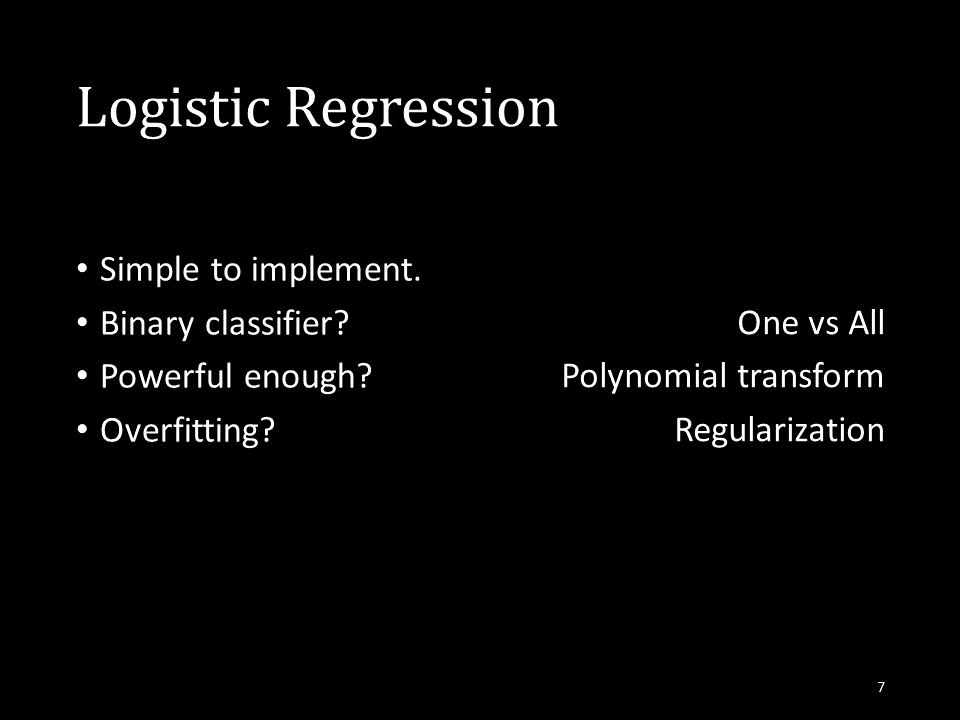 Logistic Regression
• Simple to implement.
• Binary classifier? One vs All
• Powerful enough? Polynomial transform
• Overfitting? Regularization
7